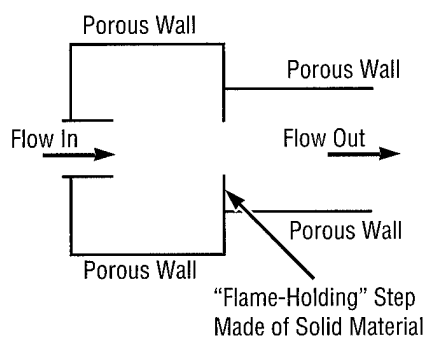 Porous Wall
Porous Wall
Flow In
Flow Out
Porous Wall
Porous Wall
"Flame-Holding" Step
Made of Solid Material